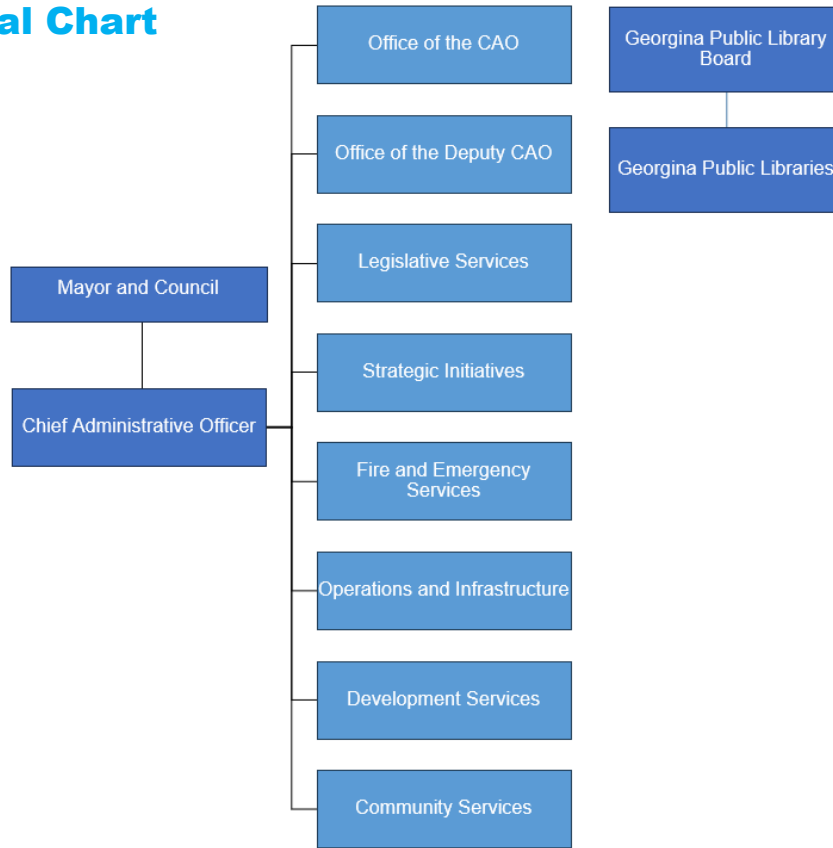 al Chart
Office of the CAO
Office of the Deputy CAO
Legislative Services
Mayor and Council
Strategic Initiatives
Chief Administrative Officer
Fire and Emergency
Services
Operations and Infrastructure
Development Services
Community Services
Georgina Public Library
Board
Georgina Public Libraries